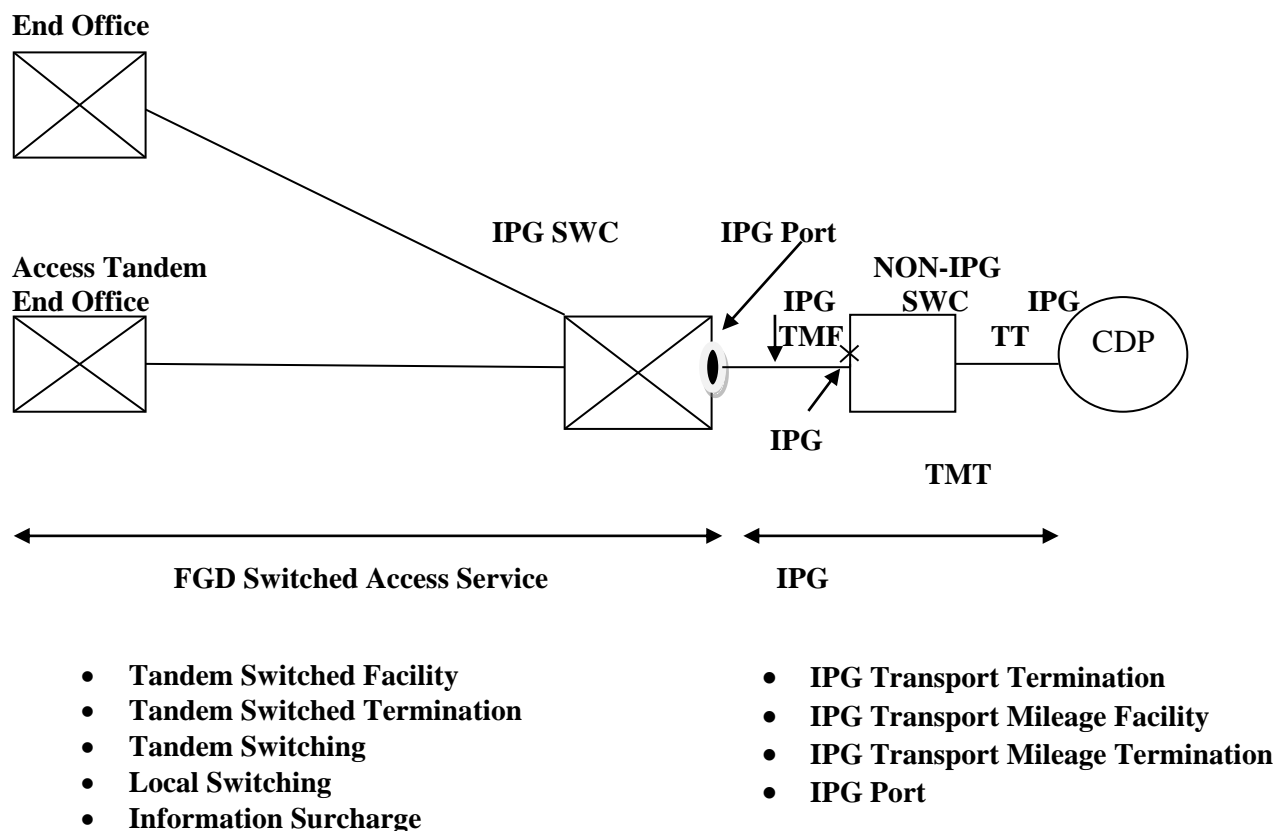 End Office
IPG SWC
IPG Port
Access Tandem
End Office
NON-IPG
SWC
IPG
TMF
IPG
TT
CDP
IPG
TMT
FGD Switched Access Service
IPG
• Tandem Switched Facility
• Tandem Switched Termination
• Tandem Switching
• Local Switching
• Information Surcharge
• IPG Transport Termination
• IPG Transport Mileage Facility
• IPG Transport Mileage Termination
• IPG Port